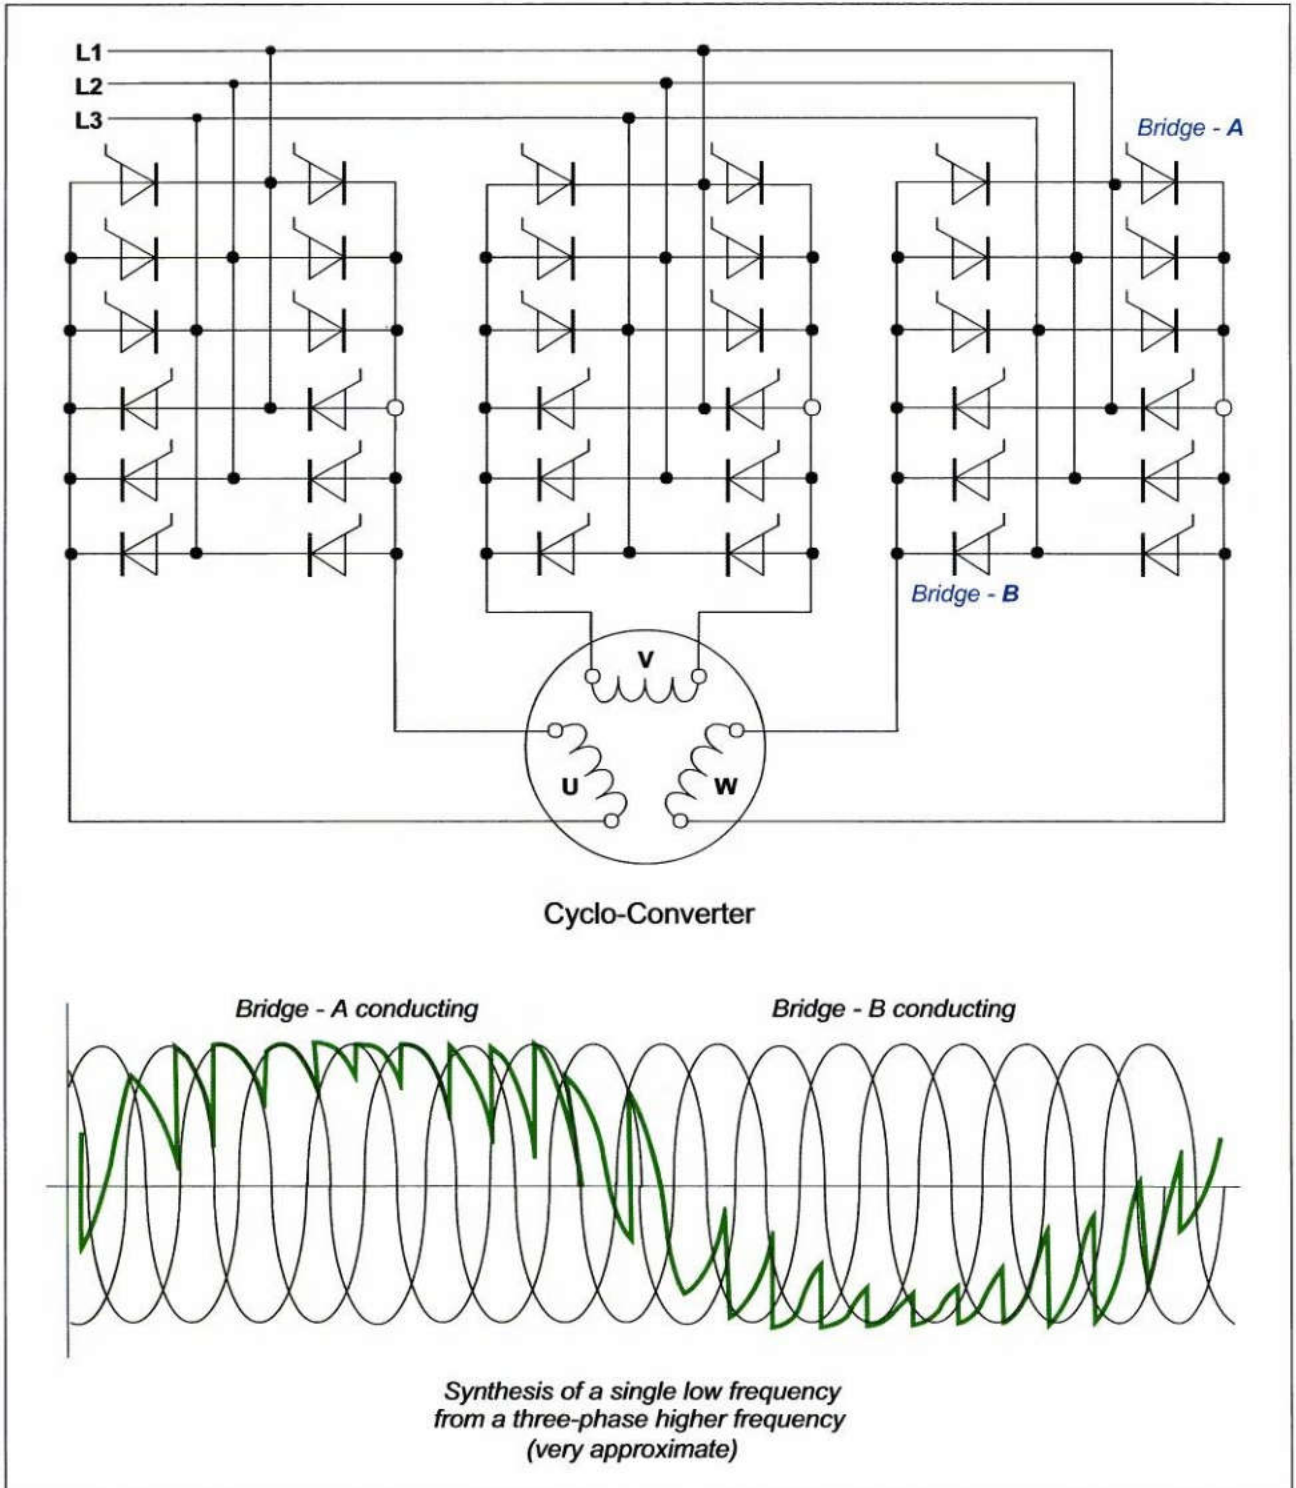 L1
L2
L3
Bridge - A
Bridge - B
V
U
W
Cyclo-Converter
Bridge - A conducting
Bridge - B conducting
Synthesis of a single low frequency
from a three-phase higher frequency
(very approximate)